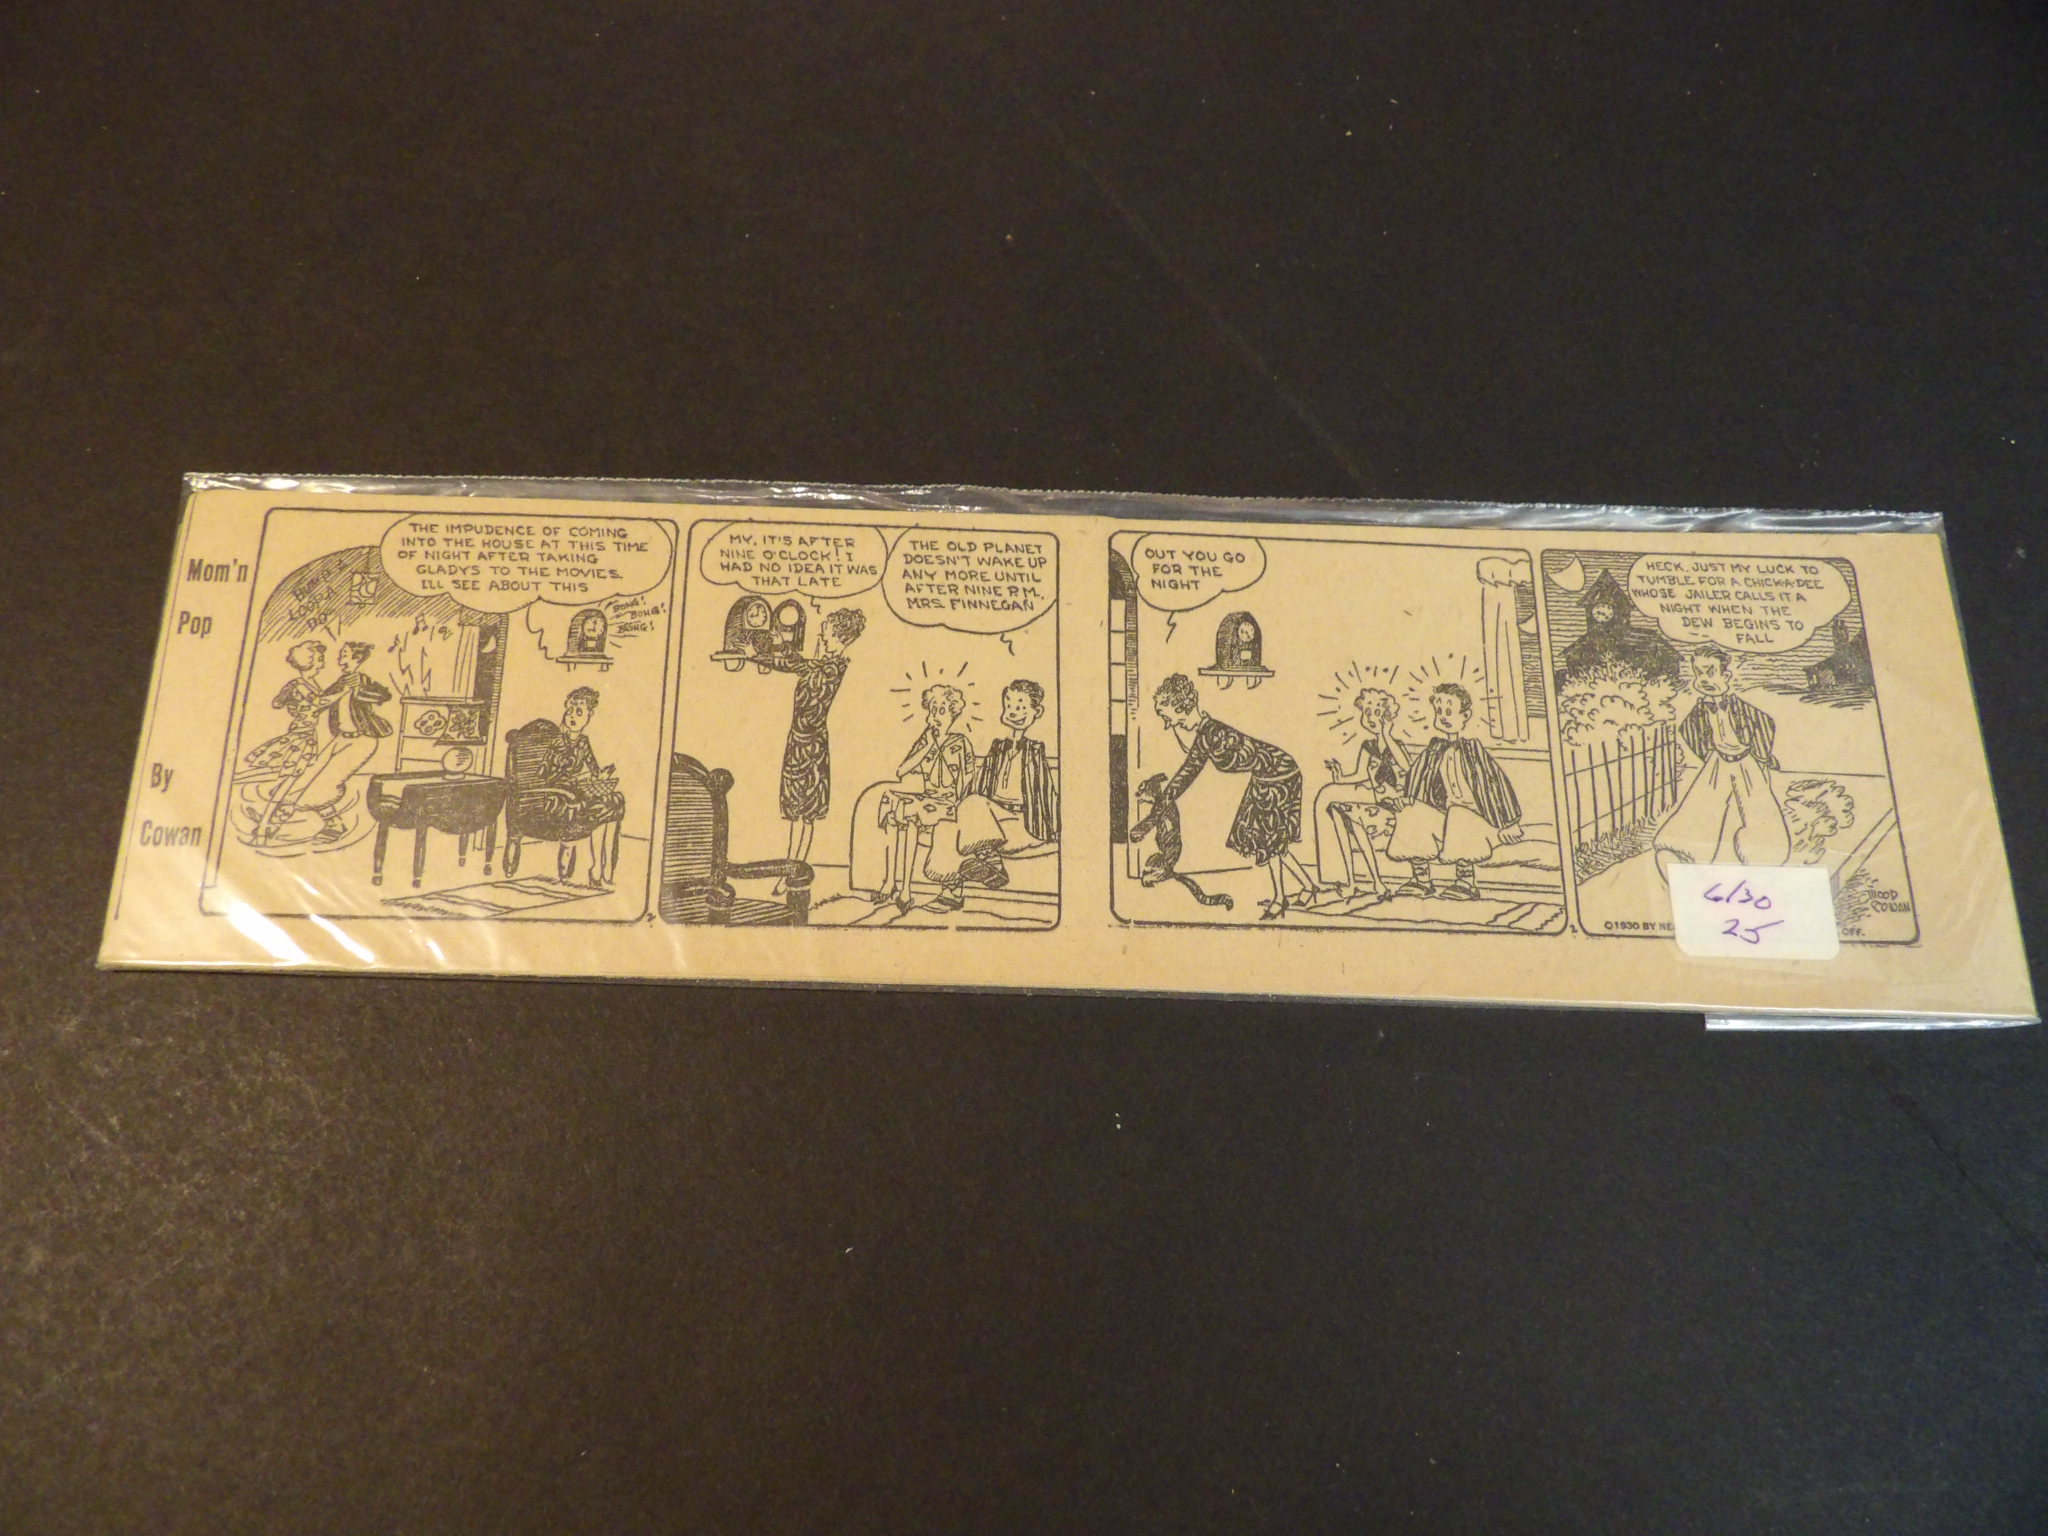 Mom'n
Pop
By
Cowan
THE IMPUDENCE OF COMING
INTO THE HOUSE AT THIS TIME
OF NIGHT AFTER TAKING
GLADYS TO THE MOVIES.
I'LL SEE ABOUT THIS
LOOP-A
DO
BONG!
BONG!
BONG!
MY, IT'S AFTER
NINE O'CLOCK! I
HAD NO IDEA IT WAS
THAT LATE
THE OLD PLANET
DOESN'T WAKE UP
ANY MORE UNTIL
AFTER NINE P.M.,
MRS. FINNEGAN
OUT YOU GO
FOR THE
NIGHT
HECK. JUST MY LUCK TO
TUMBLE FOR A CHICK-A-DEE
WHOSE JAILER CALLS IT A
NIGHT WHEN THE
DEW BEGINS TO
FALL
HOOD
COWAN
©1930 BY NE
OFF.
6/30
25